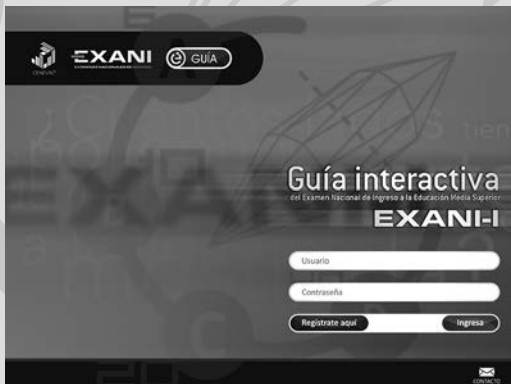 CENEVAL
EXANI
e GUÍA
Guía interactiva
del Examen Nacional de Ingreso a la Educación Media Superior
EXANI-I
Usuario
Contraseña
Regístrate aquí
Ingresa
CONTACTO